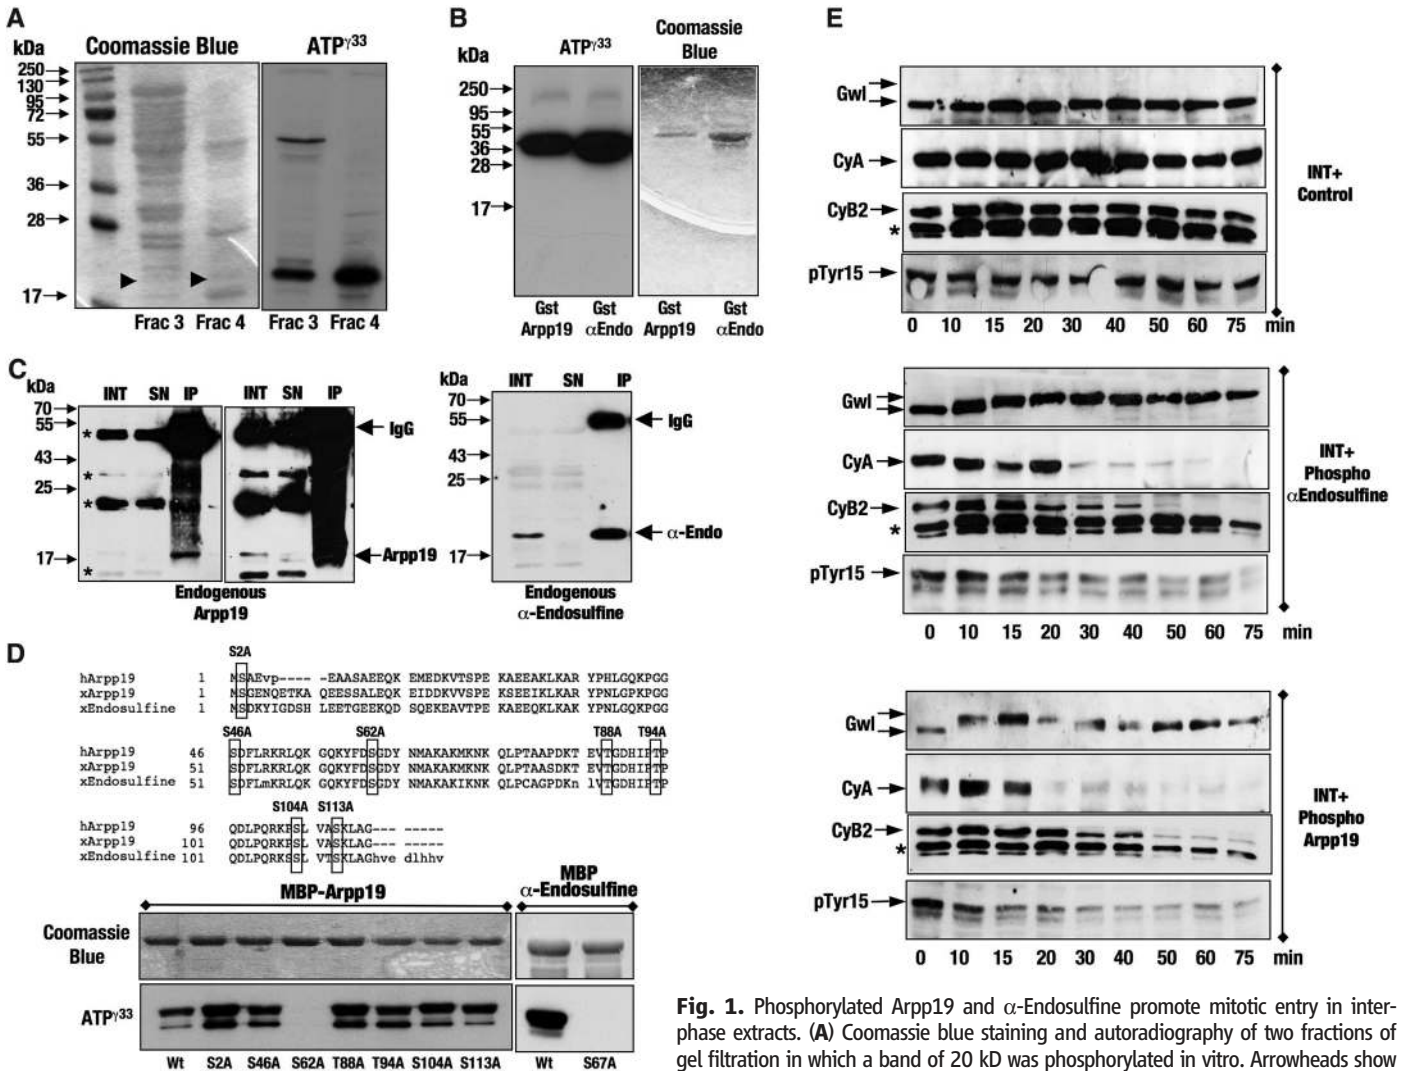 A
kDa
Coomassie Blue
ATPγ33
250
130
95
72
55
36
28
17
Frac 3 Frac 4
Frac 3 Frac 4
B
kDa
ATPγ33
Coomassie
Blue
250
95
55
36
28
17
Gst
Arpp19
Gst
αEndo
Gst
Arpp19
Gst
αEndo
C
kDa
INT SN IP
INT SN IP
70
55
43
25
17
*
*
*
*
IgG
Arpp19
Endogenous
Arpp19
kDa
INT SN IP
70
55
43
25
17
IgG
α-Endo
Endogenous
α-Endosulfine
D
S2A
hArpp19 1 MSAEvp---- -EAASAEEQK EMEDKVTSPE KAEEAKLKAR YPHLGQKPGG
xArpp19 1 MSGENQETKA QEESSALEQK EIDDKVVSPE KSEEIKLKAR YPNLGPKPGG
xEndosulfine 1 MSDKYIGDSH LEETGEEKQD SQEKEAVTPE KAEEQKLKAK YPNLGQKPGG
S46A S62A T88A T94A
hArpp19 46 SDFLRKRLQK GQKYFDSGDY NMAKAKMKNK QLPTAAPDKT EVTGDHIPTP
xArpp19 51 SDFLRKRLQK GQKYFDSGDY NMAKAKMKNK QLPTAASDKT EVTGDHIPTP
xEndosulfine 51 SDFLmKRLQK GQKYFDSGDY NMAKAKIKNK QLPCAGPDKn lVTGDHIPTP
S104A S113A
hArpp19 96 QDLPQRKPSL VASKLAG--- -----
xArpp19 101 QDLPQRKPSL VASKLAG--- -----
xEndosulfine 101 QDLPQRKSSL VTSKLAGhve dlhhv
MBP-Arpp19
MBP
α-Endosulfine
Coomassie
Blue
ATPγ33
Wt S2A S46A S62A T88A T94A S104A S113A
Wt S67A
E
Gwl
CyA
CyB2
*
pTyr15
INT+
Control
0 10 15 20 30 40 50 60 75 min
Gwl
CyA
CyB2
*
pTyr15
INT+
Phospho
αEndosulfine
0 10 15 20 30 40 50 60 75 min
Gwl
CyA
CyB2
*
pTyr15
INT+
Phospho
Arpp19
0 10 15 20 30 40 50 60 75 min
Fig. 1. Phosphorylated Arpp19 and α-Endosulfine promote mitotic entry in inter-
phase extracts. (A) Coomassie blue staining and autoradiography of two fractions of
gel filtration in which a band of 20 kD was phosphorylated in vitro. Arrowheads show